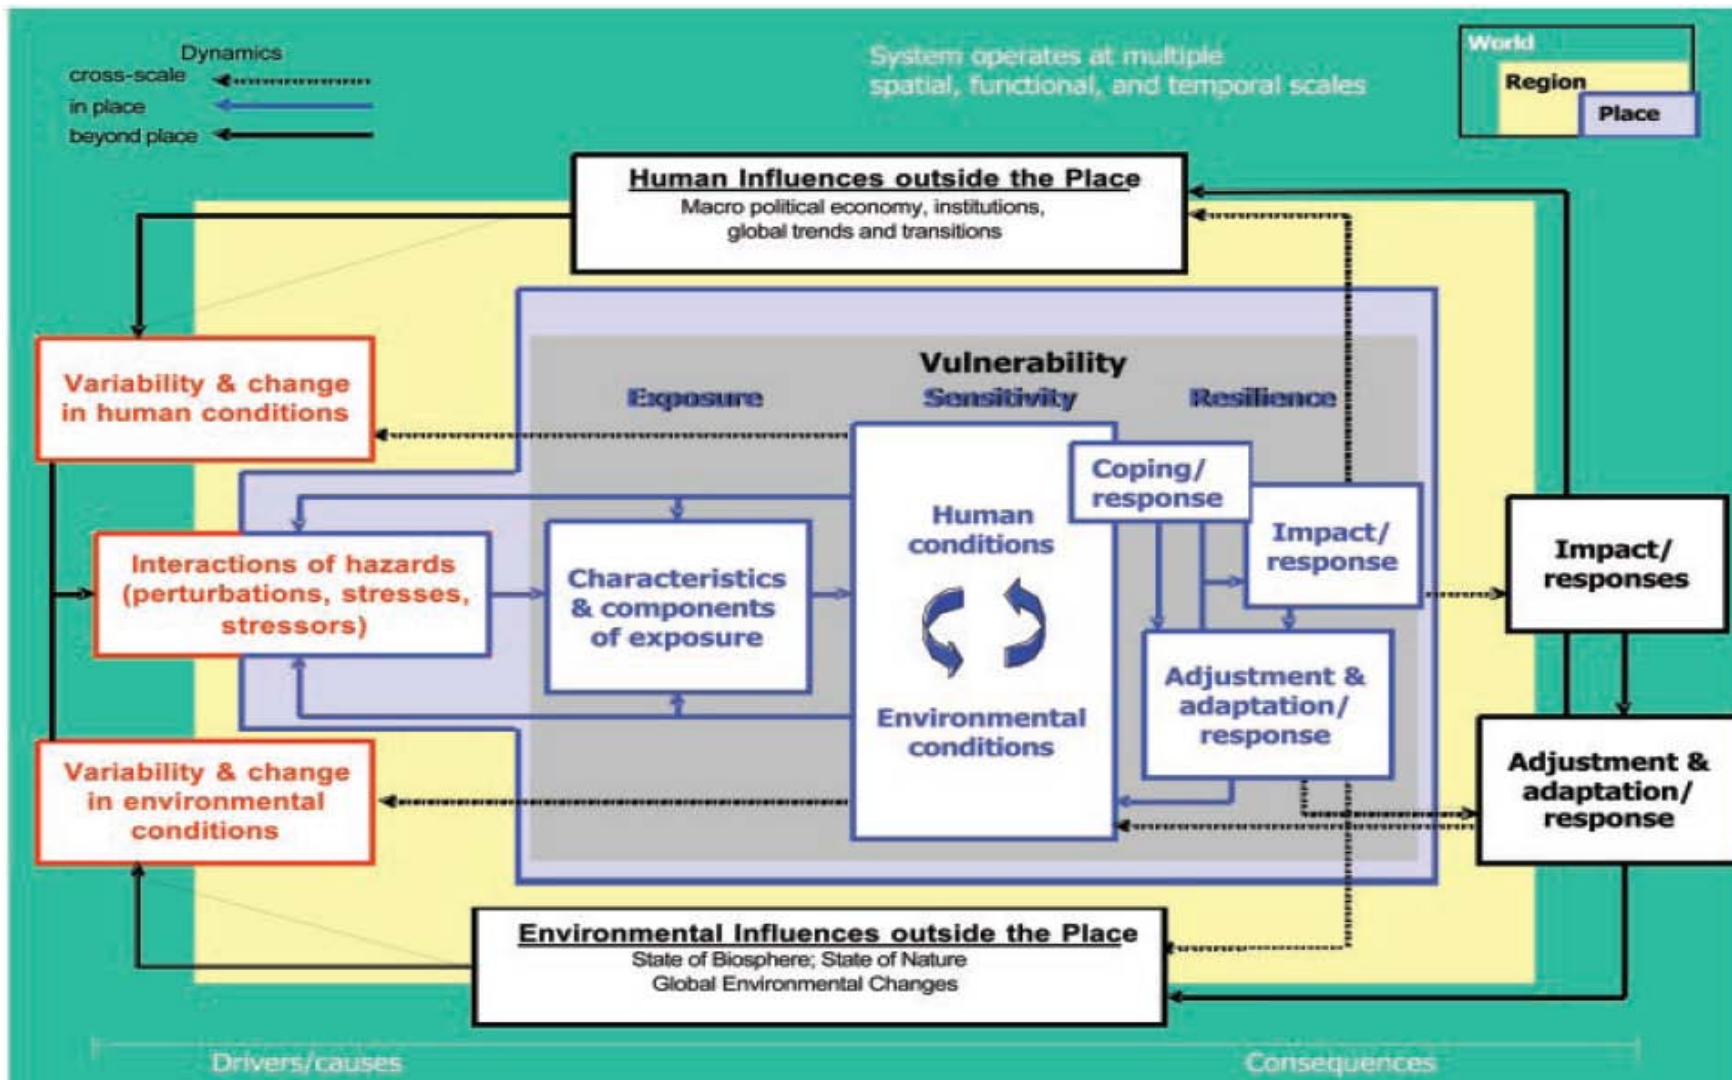 Dynamics
cross-scale
in place
beyond place
System operates at multiple
spatial, functional, and temporal scales
World
Region
Place
Human Influences outside the Place
Macro political economy, institutions,
global trends and transitions
Variability & change
in human conditions
Vulnerability
Exposure
Sensitivity
Resilience
Interactions of hazards
(perturbations, stresses,
stressors)
Characteristics
& components
of exposure
Human
conditions
Environmental
conditions
Coping/
response
Impact/
response
Adjustment &
adaptation/
response
Impact/
responses
Adjustment &
adaptation/
response
Variability & change
in environmental
conditions
Environmental Influences outside the Place
State of Biosphere; State of Nature
Global Environmental Changes
Drivers/causes
Consequences